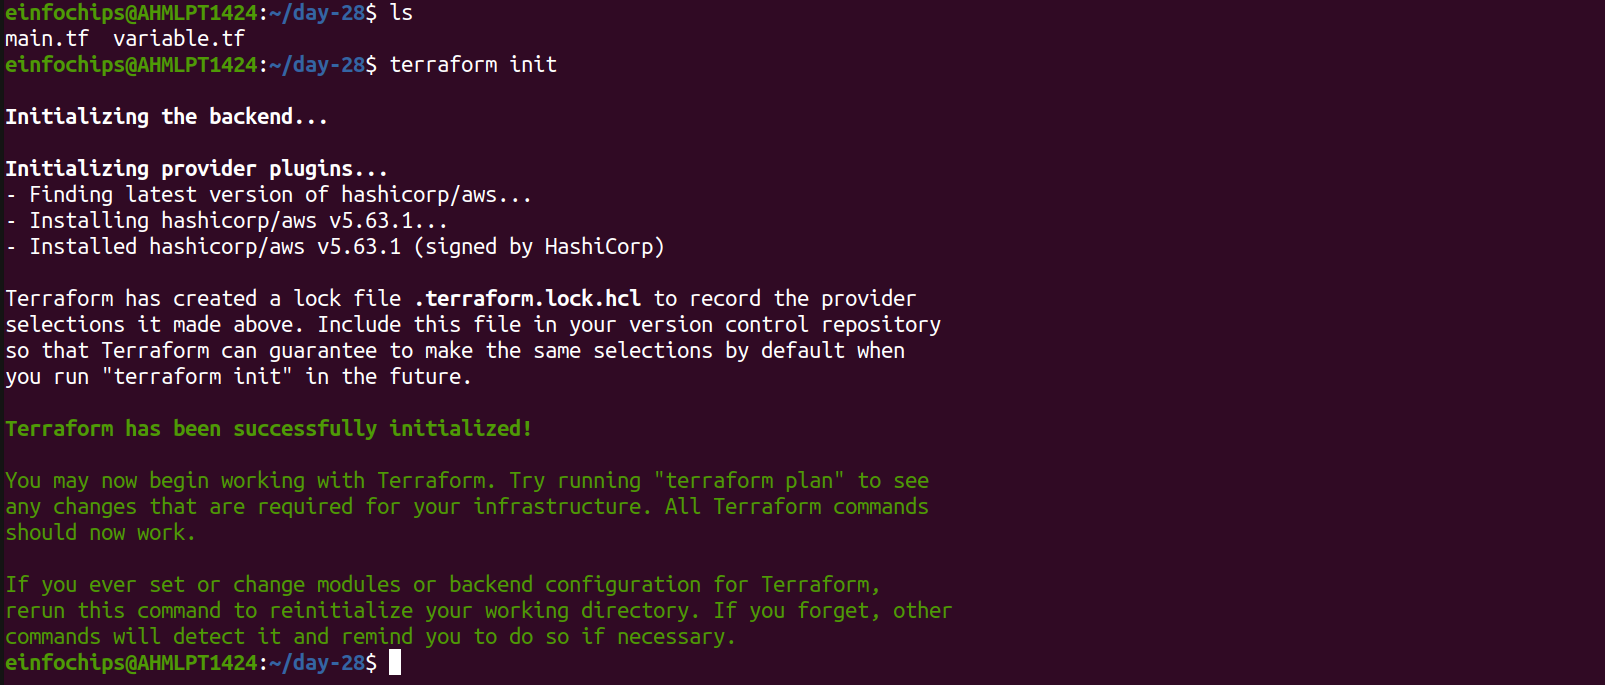 einfochips@AHMLPT1424:~/day-28$ ls
main.tf  variable.tf
einfochips@AHMLPT1424:~/day-28$ terraform init
Initializing the backend...
Initializing provider plugins...
- Finding latest version of hashicorp/aws...
- Installing hashicorp/aws v5.63.1...
- Installed hashicorp/aws v5.63.1 (signed by HashiCorp)
Terraform has created a lock file .terraform.lock.hcl to record the provider
selections it made above. Include this file in your version control repository
so that Terraform can guarantee to make the same selections by default when
you run "terraform init" in the future.
Terraform has been successfully initialized!
You may now begin working with Terraform. Try running "terraform plan" to see
any changes that are required for your infrastructure. All Terraform commands
should now work.
If you ever set or change modules or backend configuration for Terraform,
rerun this command to reinitialize your working directory. If you forget, other
commands will detect it and remind you to do so if necessary.
einfochips@AHMLPT1424:~/day-28$